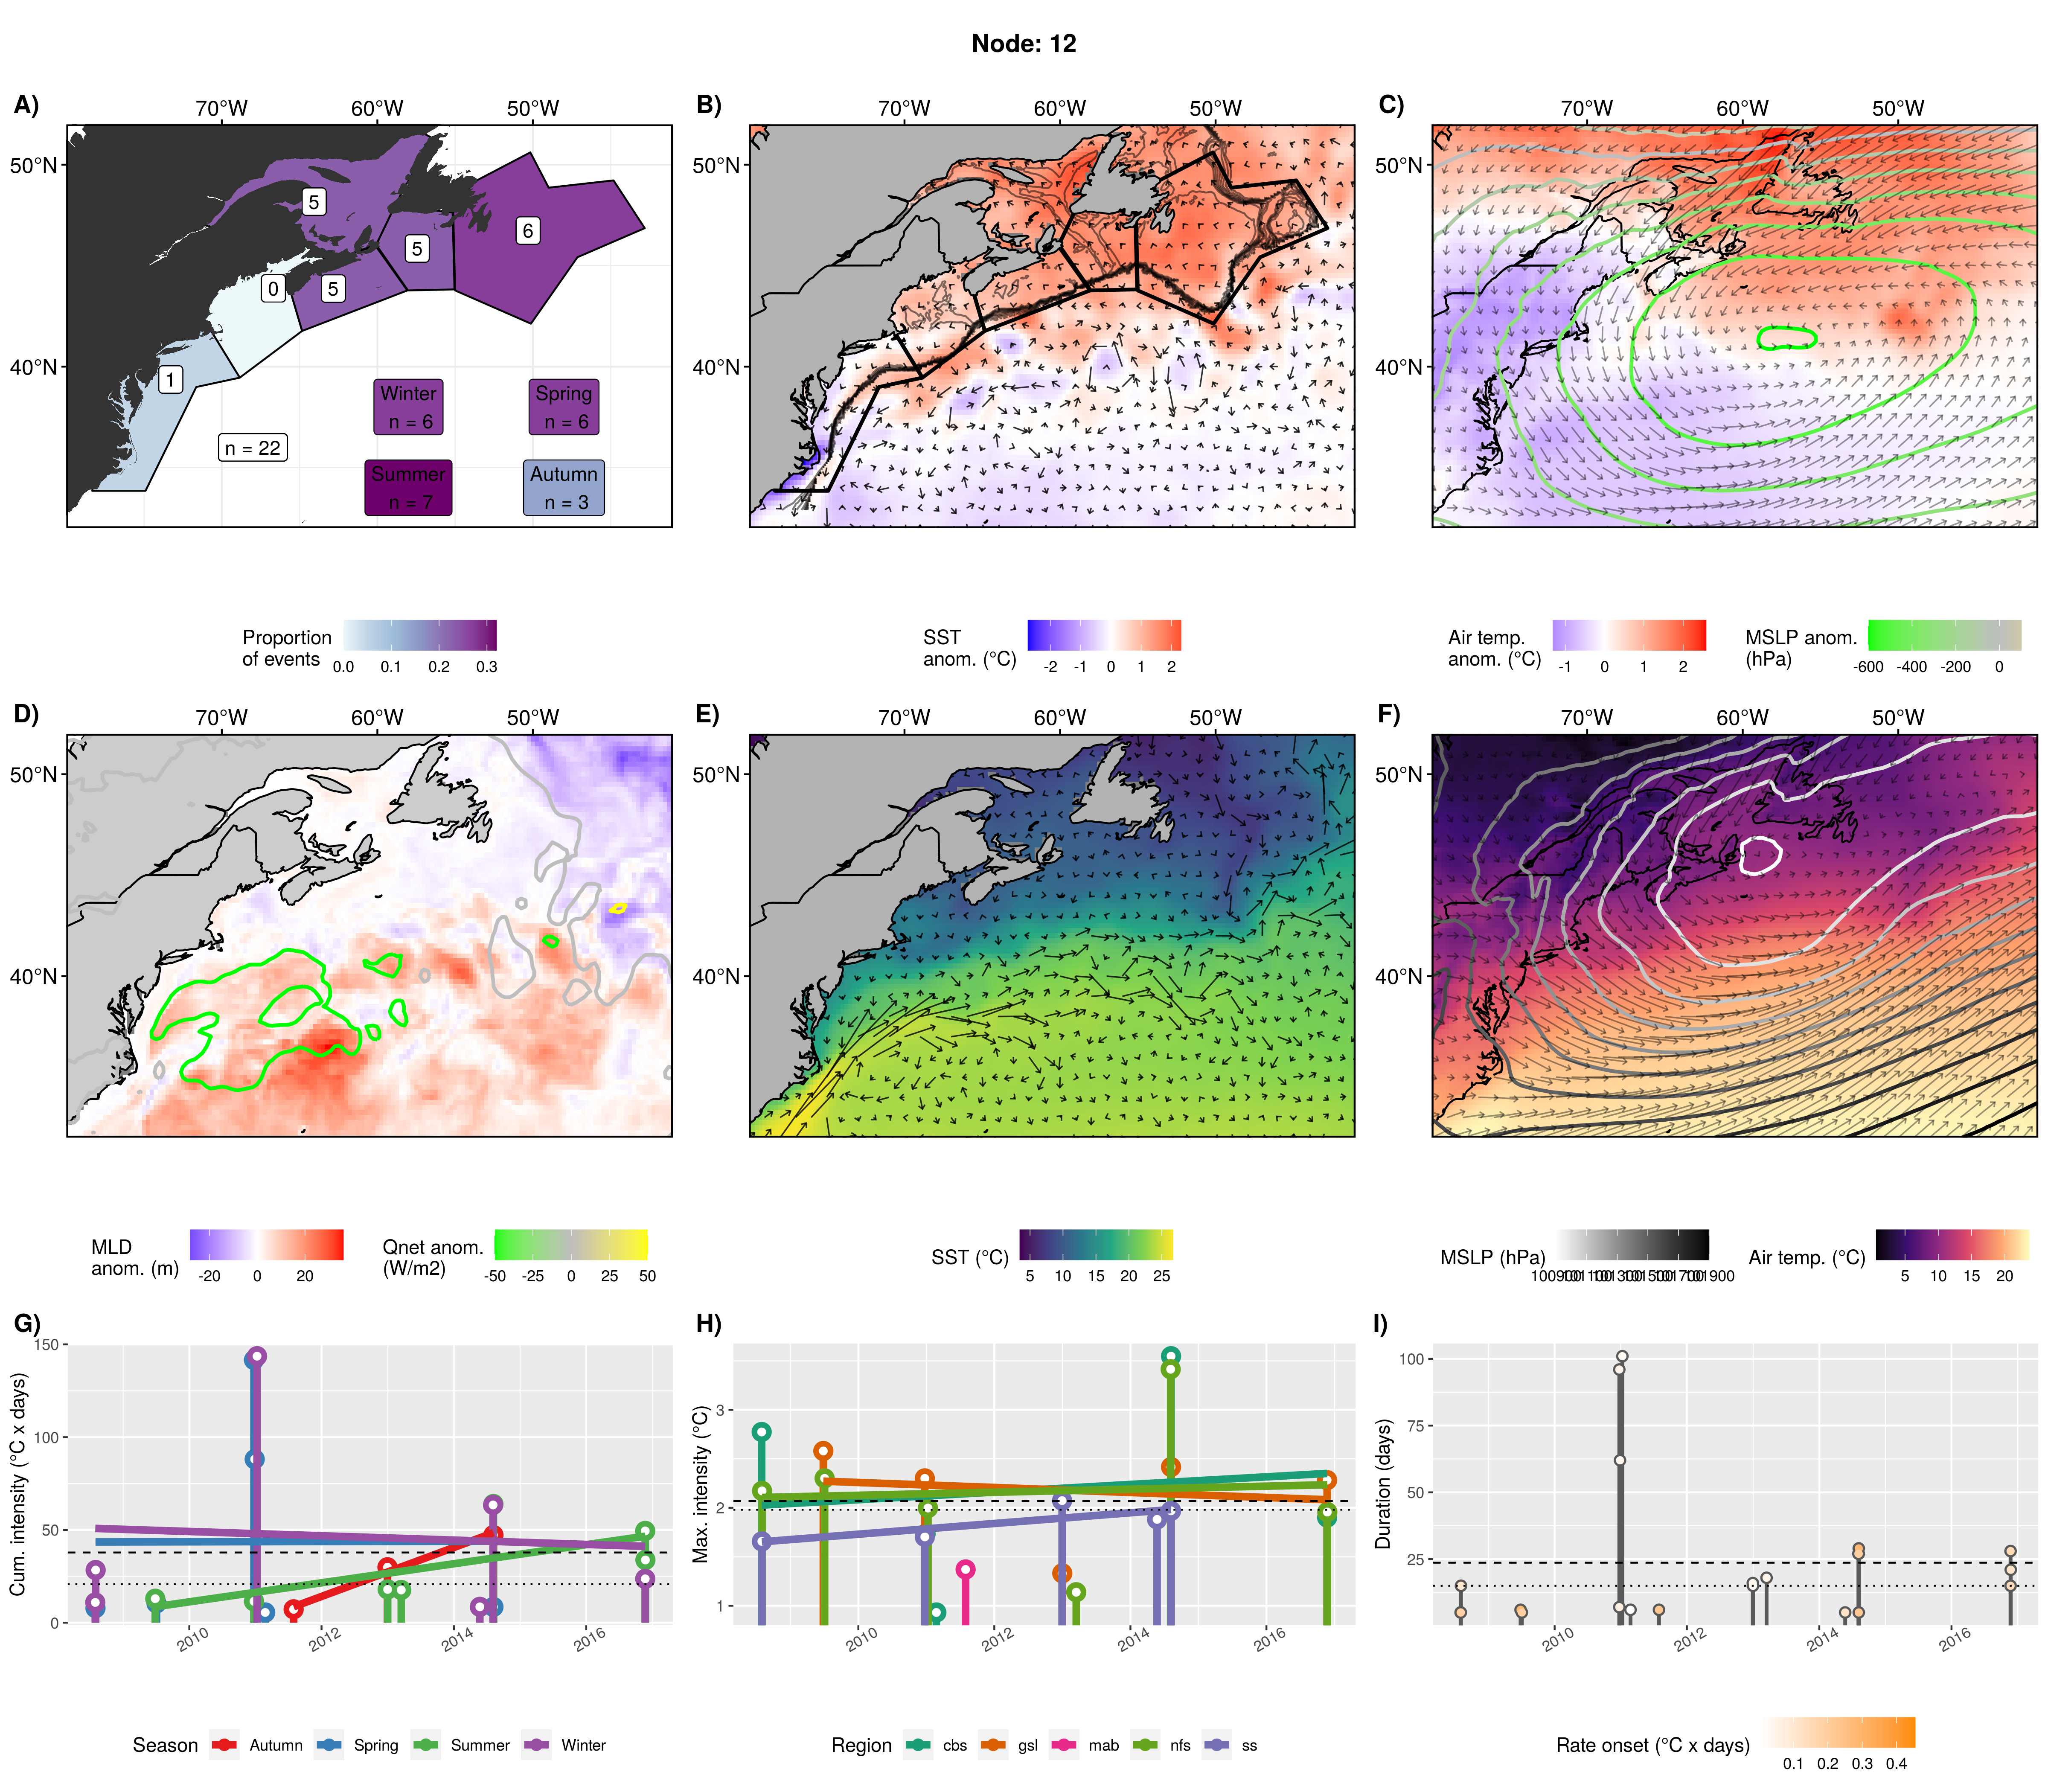 Node: 12
A)
70°W 60°W 50°W
50°N
40°N
5
5
6
0
5
1
n = 22
Winter
n = 6
Spring
n = 6
Summer
n = 7
Autumn
n = 3
Proportion
of events
0.0 0.1 0.2 0.3
B)
70°W 60°W 50°W
50°N
40°N
SST
anom. (°C)
-2 -1 0 1 2
C)
70°W 60°W 50°W
50°N
40°N
Air temp.
anom. (°C)
-1 0 1 2
MSLP anom.
(hPa)
-600 -400 -200 0
D)
70°W 60°W 50°W
50°N
40°N
MLD
anom. (m)
-20 0 20
Qnet anom.
(W/m2)
-50 -25 0 25 50
E)
70°W 60°W 50°W
50°N
40°N
SST (°C)
5 10 15 20 25
F)
70°W 60°W 50°W
50°N
40°N
MSLP (hPa)
Air temp. (°C)
5 10 15 20
G)
Cum. intensity (°C x days)
150
100
50
0
2010 2012 2014 2016
Season Autumn Spring Summer Winter
H)
Max. intensity (°C)
3
2
1
2010 2012 2014 2016
Region cbs gsl mab nfs ss
I)
Duration (days)
100
75
50
25
2010 2012 2014 2016
Rate onset (°C x days)
0.1 0.2 0.3 0.4